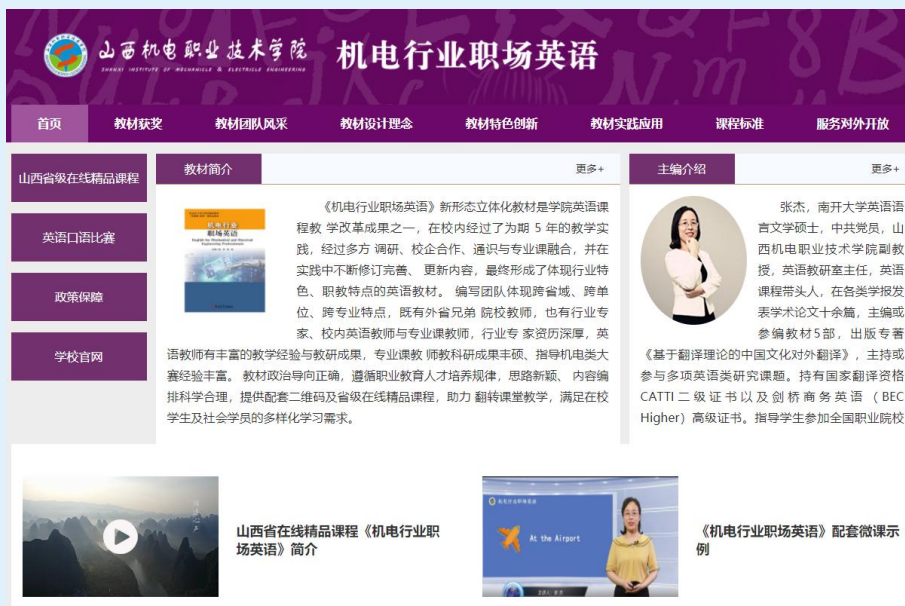 山西机电职业技术学院
SHANXI INSTITUTE OF MECHANICLE & ELECTRICLE ENGINEERING
机电行业职场英语
首页 教材获奖 教材团队风采 教材设计理念 教材特色创新 教材实践应用 课程标准 服务对外开放
山西省级在线精品课程
英语口语比赛
政策保障
学校官网
教材简介 更多+
机电行业
职场英语
《机电行业职场英语》新形态立体化教材是学院英语课
程教 学改革成果之一，在校内经过了为期 5 年的教学实
践，经过多方 调研、校企合作、通识与专业课融合，并在
实践中不断修订完善、 更新内容，最终形成了体现行业特
色、职教特点的英语教材。 编写团队体现跨省域、跨单
位、跨专业特点，既有外省兄弟 院校教师，也有行业专
家、校内英语教师与专业课教师，行业专 家资历深厚，英
语教师有丰富的教学经验与教研成果，专业课教 师教科研成果丰硕、指导机电类大
赛经验丰富。 教材政治导向正确，遵循职业教育人才培养规律，思路新颖、 内容编
排科学合理，提供配套二维码及省级在线精品课程，助力 翻转课堂教学，满足在校
学生及社会学员的多样化学习需求。
主编介绍 更多+
张杰，南开大学英语语
言文学硕士，中共党员，山
西机电职业技术学院副教
授，英语教研室主任，英语
课程带头人，在各类学报发
表学术论文十余篇，主编或
参编教材5部，出版专著
《基于翻译理论的中国文化对外翻译》，主持或
参与多项英语类研究课题。持有国家翻译资格
CATTI 二级证书以及剑桥商务英语（BEC
Higher）高级证书。指导学生参加全国职业院校
山西省在线精品课程《机电行业职
场英语》简介
机电行业职场英语
At the Airport
《机电行业职场英语》配套微课示
例